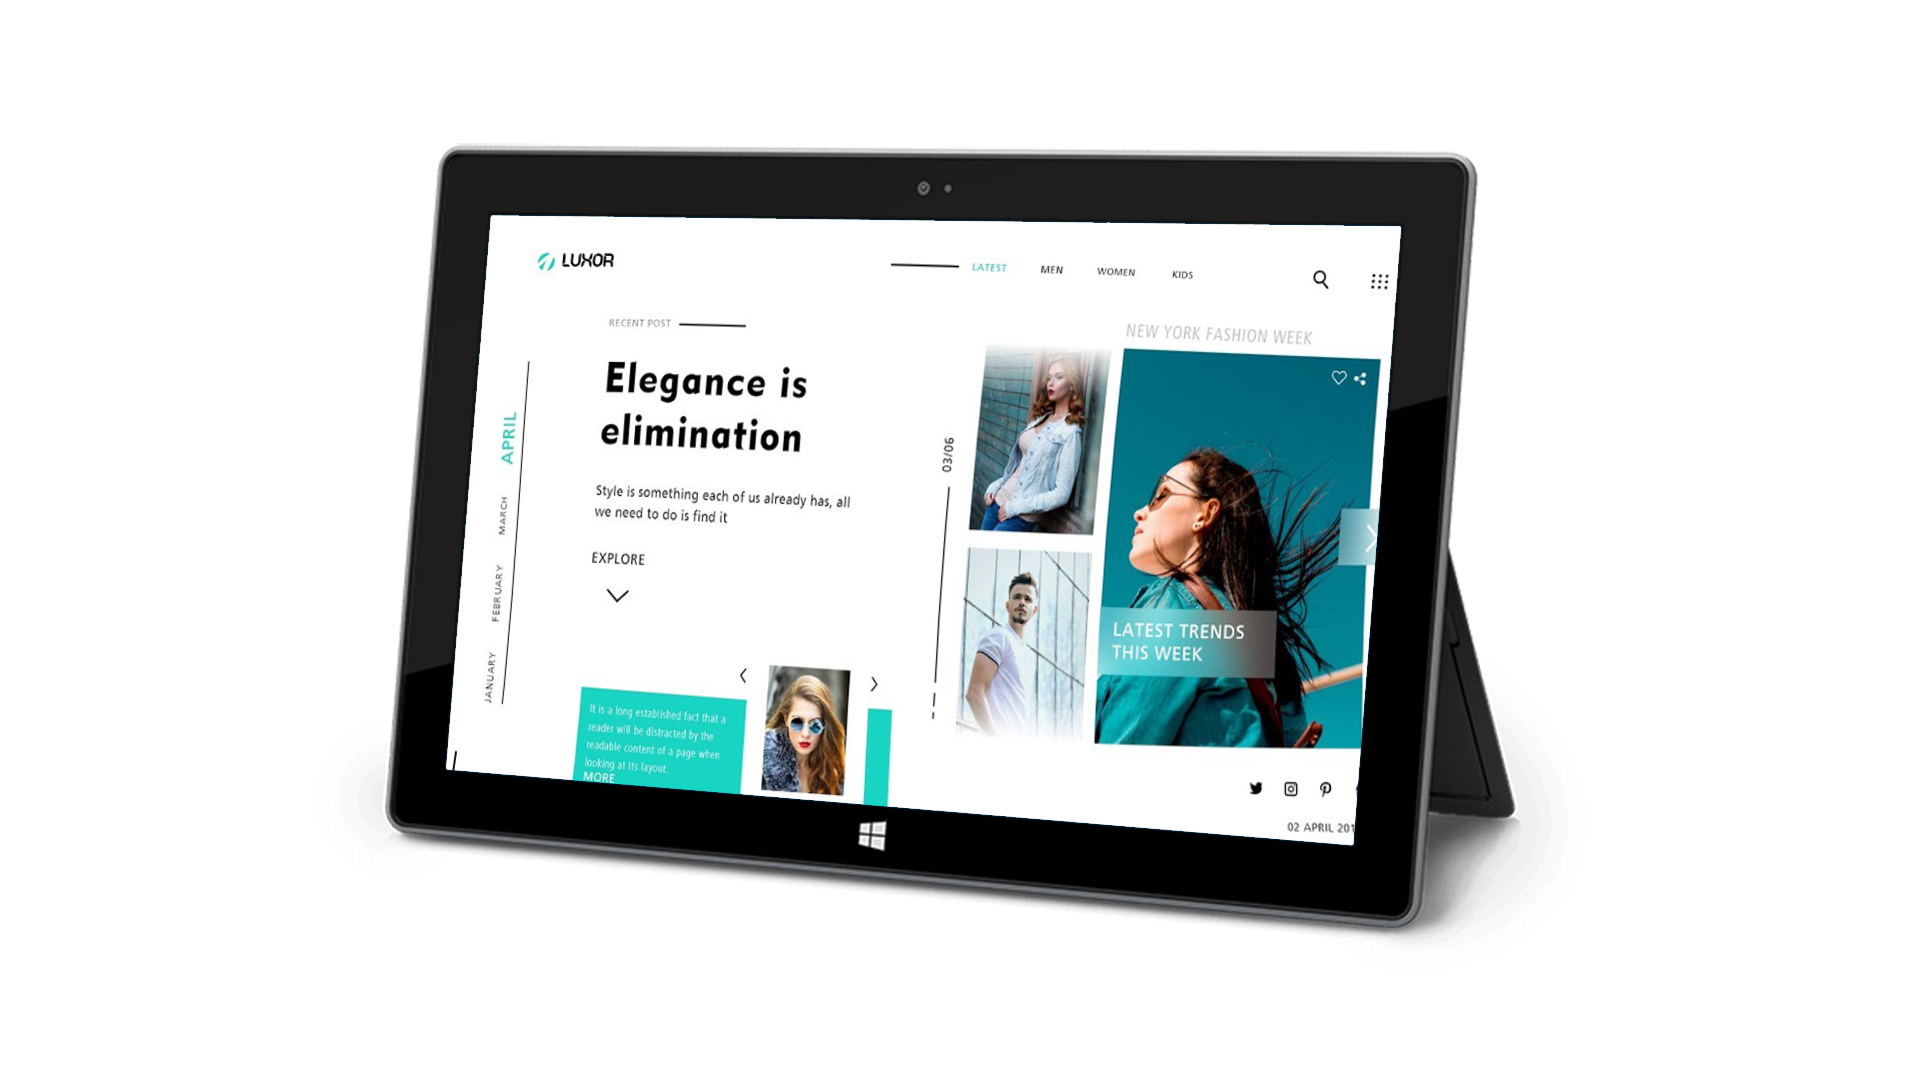 LUXOR
LATEST MEN WOMEN KIDS
RECENT POST
Elegance is
elimination
Style is something each of us already has, all
we need to do is find it
EXPLORE
APRIL
MARCH
FEBRUARY
JANUARY
It is a long established fact that a
reader will be distracted by the
readable content of a page when
looking at its layout.
MORE
03/06
NEW YORK FASHION WEEK
LATEST TRENDS
THIS WEEK
02 APRIL 201